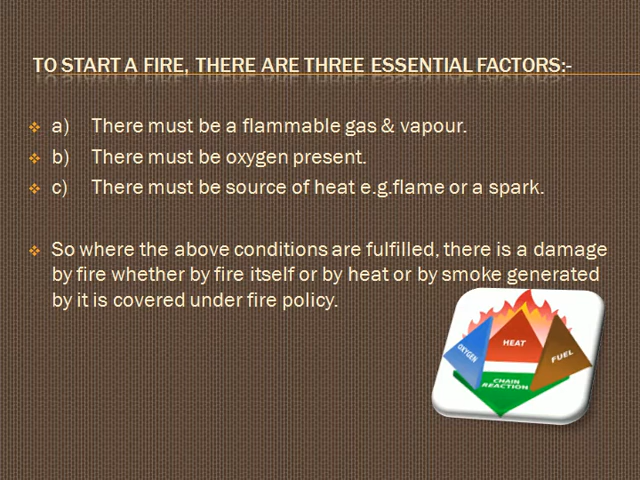 TO START A FIRE, THERE ARE THREE ESSENTIAL FACTORS:-
a) There must be a flammable gas & vapour.
b) There must be oxygen present.
c) There must be source of heat e.g.flame or a spark.
So where the above conditions are fulfilled, there is a damage
by fire whether by fire itself or by heat or by smoke generated
by it is covered under fire policy.
OXYGEN
HEAT
FUEL
CHAIN
REACTION